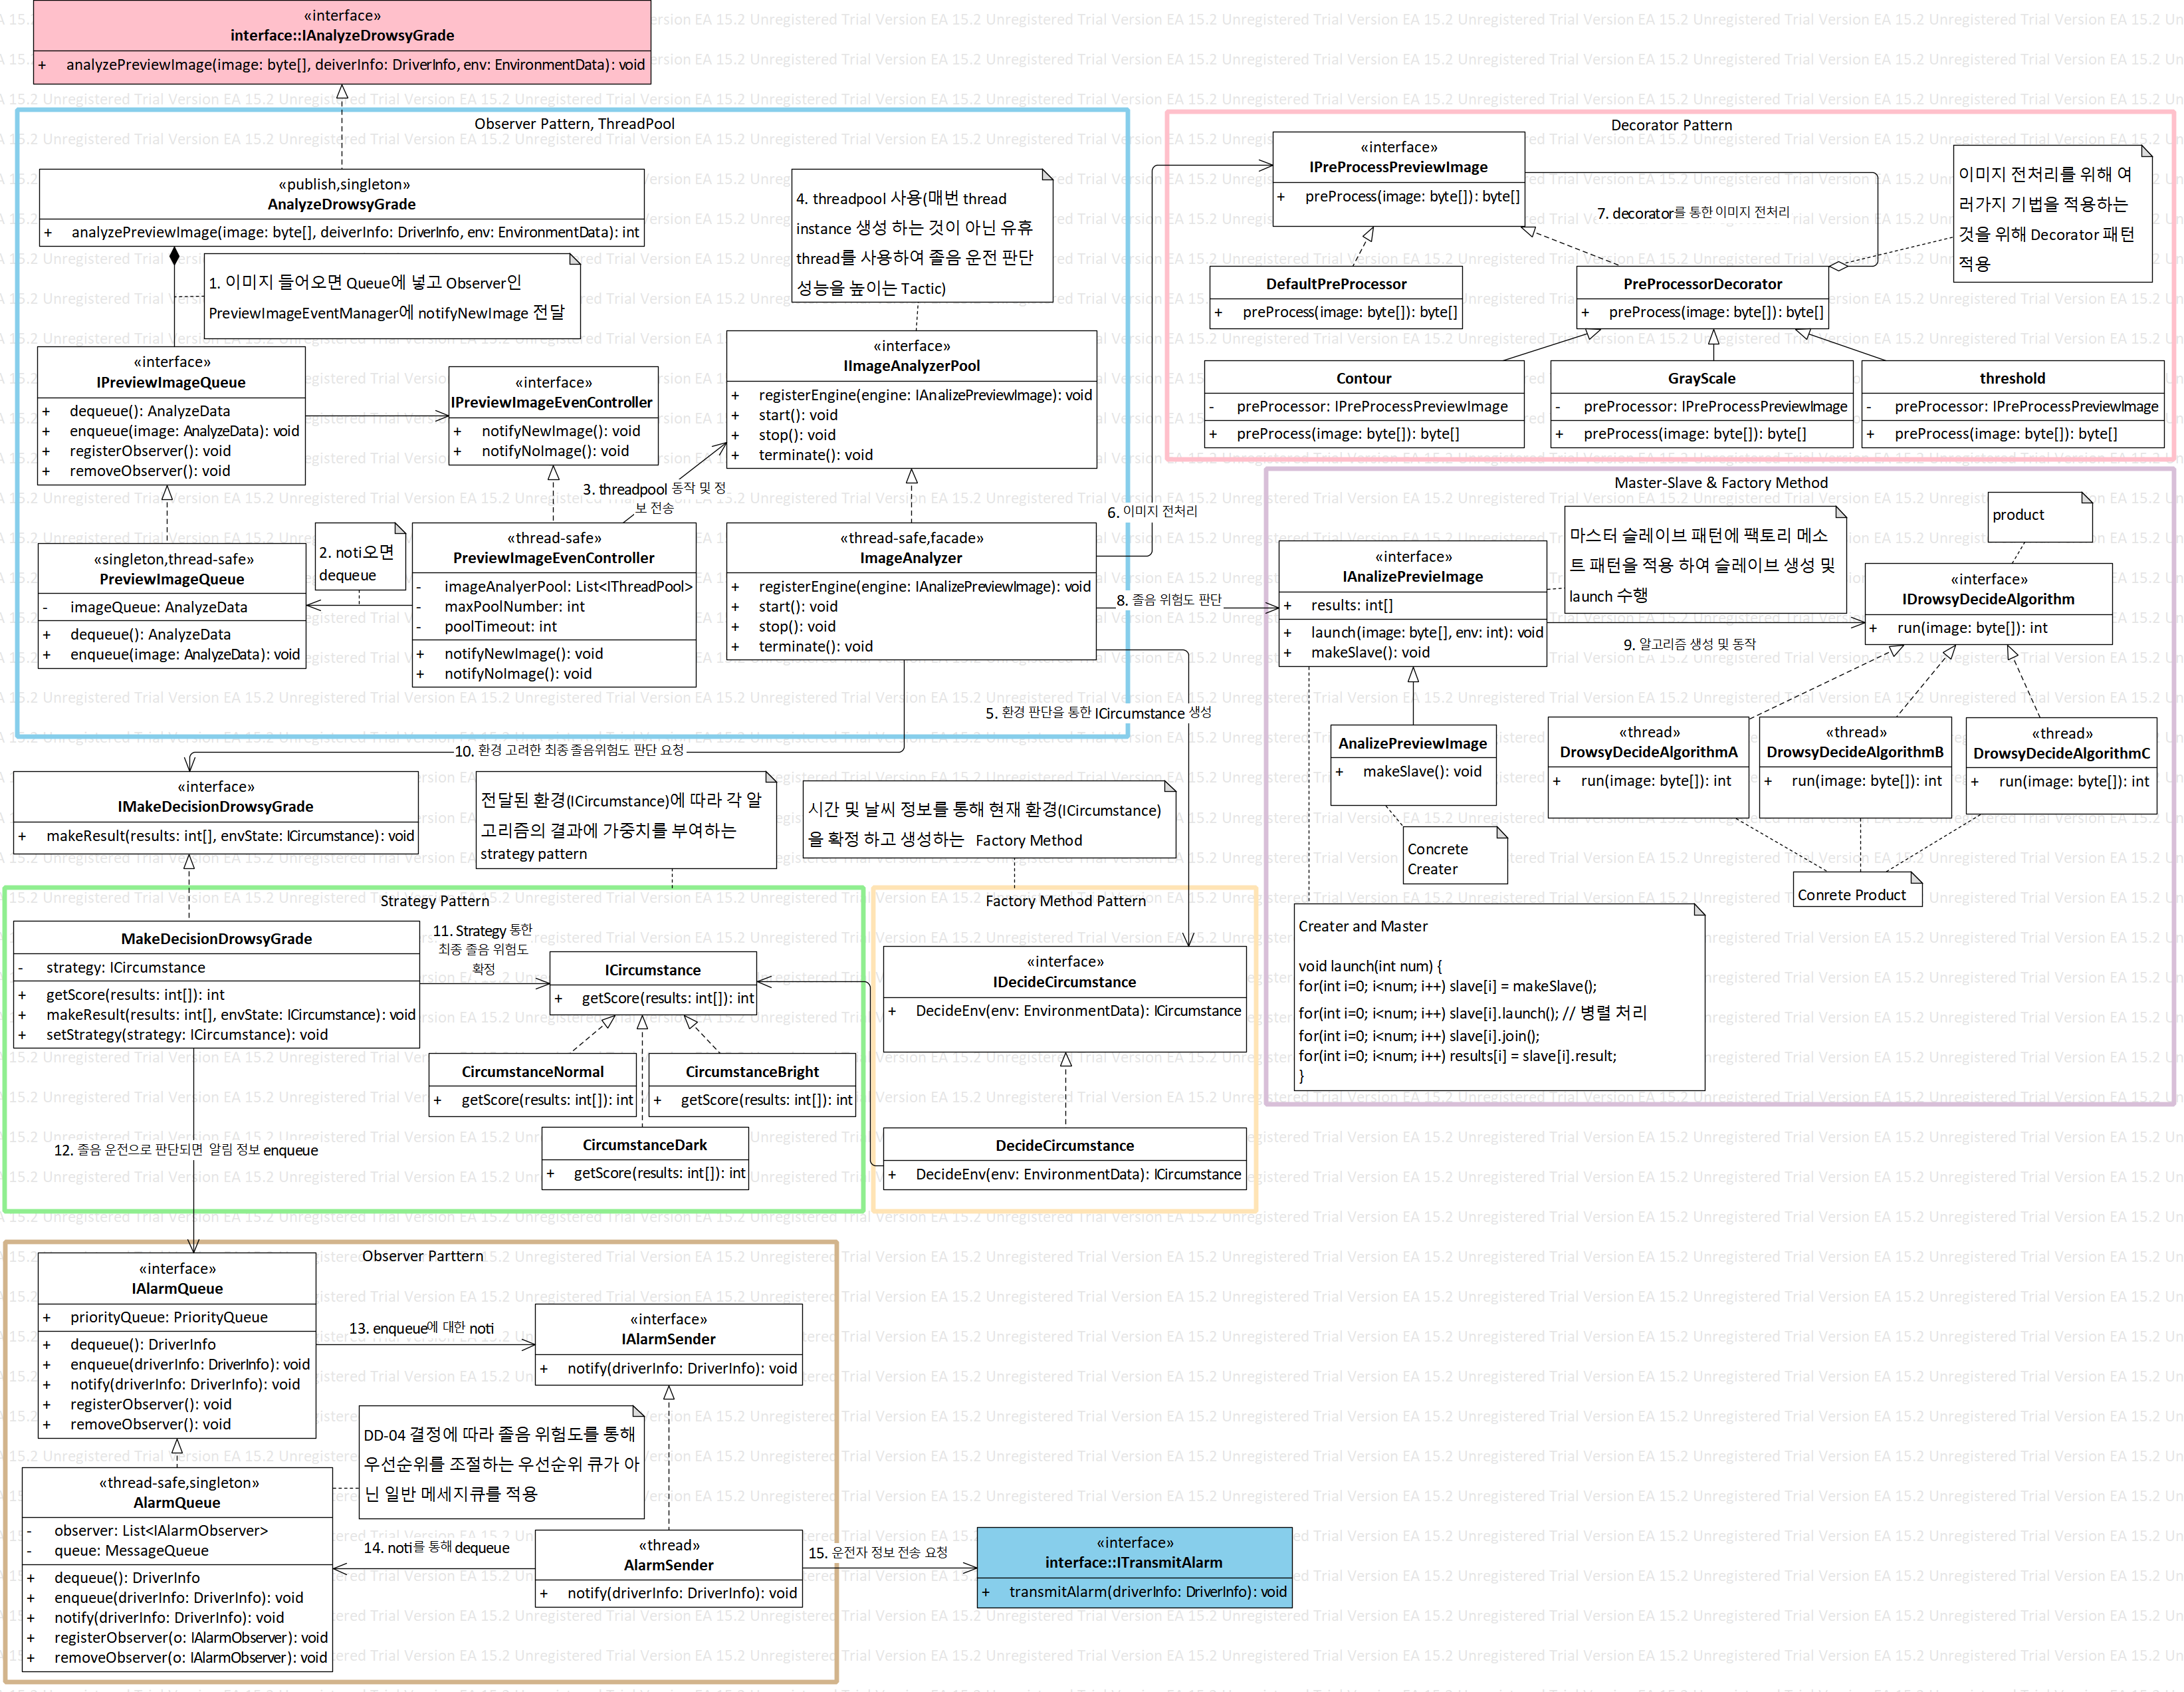 «interface»
interface::IAnalyzeDrowsyGrade
+ analyzePreviewImage(image: byte[], deiverInfo: DriverInfo, env: EnvironmentData): void
Observer Pattern, ThreadPool
«publish,singleton»
AnalyzeDrowsyGrade
+ analyzePreviewImage(image: byte[], deiverInfo: DriverInfo, env: EnvironmentData): int
1. 이미지 들어오면 Queue에 넣고 Observer인
PreviewImageEventManager에 notifyNewImage 전달
4. threadpool 사용(매번 thread
instance 생성 하는 것이 아닌 유휴
thread를 사용하여 졸음 운전 판단
성능을 높이는 Tactic)
«interface»
IPreviewImageQueue
+ dequeue(): AnalyzeData
+ enqueue(image: AnalyzeData): void
+ registerObserver(): void
+ removeObserver(): void
«interface»
IPreviewImageEvenController
+ notifyNewImage(): void
+ notifyNoImage(): void
«interface»
IImageAnalyzerPool
+ registerEngine(engine: IAnalizePreviewImage): void
+ start(): void
+ stop(): void
+ terminate(): void
3. threadpool 동작 및 정
보 전송
«singleton,thread-safe»
PreviewImageQueue
- imageQueue: AnalyzeData
+ dequeue(): AnalyzeData
+ enqueue(image: AnalyzeData): void
2. noti오면
dequeue
«thread-safe»
PreviewImageEvenController
- imageAnalyerPool: List<IThreadPool>
- maxPoolNumber: int
- poolTimeout: int
+ notifyNewImage(): void
+ notifyNoImage(): void
«thread-safe,facade»
ImageAnalyzer
+ registerEngine(engine: IAnalizePreviewImage): void
+ start(): void
+ stop(): void
+ terminate(): void
Decorator Pattern
«interface»
IPreProcessPreviewImage
+ preProcess(image: byte[]): byte[]
7. decorator를 통한 이미지 전처리
이미지 전처리를 위해 여
러가지 기법을 적용하는
것을 위해 Decorator 패턴
적용
DefaultPreProcessor
+ preProcess(image: byte[]): byte[]
PreProcessorDecorator
+ preProcess(image: byte[]): byte[]
Contour
- preProcessor: IPreProcessPreviewImage
+ preProcess(image: byte[]): byte[]
GrayScale
- preProcessor: IPreProcessPreviewImage
+ preProcess(image: byte[]): byte[]
threshold
- preProcessor: IPreProcessPreviewImage
+ preProcess(image: byte[]): byte[]
6. 이미지 전처리
8. 졸음 위험도 판단
5. 환경 판단을 통한 ICircumstance 생성
10. 환경 고려한 최종 졸음위험도 판단 요청
Master-Slave & Factory Method
«interface»
IAnalizePrevieImage
+ results: int[]
+ launch(image: byte[], env: int): void
+ makeSlave(): void
마스터 슬레이브 패턴에 팩토리 메소
트 패턴을 적용 하여 슬레이브 생성 및
launch 수행
product
«interface»
IDrowsyDecideAlgorithm
+ run(image: byte[]): int
9. 알고리즘 생성 및 동작
AnalizePreviewImage
+ makeSlave(): void
Concrete
Creater
«thread»
DrowsyDecideAlgorithmA
+ run(image: byte[]): int
«thread»
DrowsyDecideAlgorithmB
+ run(image: byte[]): int
«thread»
DrowsyDecideAlgorithmC
+ run(image: byte[]): int
Conrete Product
Creater and Master
void launch(int num) {
for(int i=0; i<num; i++) slave[i] = makeSlave();
for(int i=0; i<num; i++) slave[i].launch(); // 병렬 처리
for(int i=0; i<num; i++) slave[i].join();
for(int i=0; i<num; i++) results[i] = slave[i].result;
}
«interface»
IMakeDecisionDrowsyGrade
+ makeResult(results: int[], envState: ICircumstance): void
전달된 환경(ICircumstance)에 따라 각 알
고리즘의 결과에 가중치를 부여하는
strategy pattern
시간 및 날씨 정보를 통해 현재 환경(ICircumstance)
을 확정 하고 생성하는 Factory Method
Strategy Pattern
MakeDecisionDrowsyGrade
- strategy: ICircumstance
+ getScore(results: int[]): int
+ makeResult(results: int[], envState: ICircumstance): void
+ setStrategy(strategy: ICircumstance): void
11. Strategy 통한
최종 졸음 위험도
확정
ICircumstance
+ getScore(results: int[]): int
CircumstanceNormal
+ getScore(results: int[]): int
CircumstanceBright
+ getScore(results: int[]): int
CircumstanceDark
+ getScore(results: int[]): int
Factory Method Pattern
«interface»
IDecideCircumstance
+ DecideEnv(env: EnvironmentData): ICircumstance
DecideCircumstance
+ DecideEnv(env: EnvironmentData): ICircumstance
12. 졸음 운전으로 판단되면 알림 정보 enqueue
Observer Parttern
«interface»
IAlarmQueue
+ priorityQueue: PriorityQueue
+ dequeue(): DriverInfo
+ enqueue(driverInfo: DriverInfo): void
+ notify(driverInfo: DriverInfo): void
+ registerObserver(): void
+ removeObserver(): void
13. enqueue에 대한 noti
«interface»
IAlarmSender
+ notify(driverInfo: DriverInfo): void
DD-04 결정에 따라 졸음 위험도를 통해
우선순위를 조절하는 우선순위 큐가 아
닌 일반 메세지큐를 적용
«thread-safe,singleton»
AlarmQueue
- observer: List<IAlarmObserver>
- queue: MessageQueue
+ dequeue(): DriverInfo
+ enqueue(driverInfo: DriverInfo): void
+ notify(driverInfo: DriverInfo): void
+ registerObserver(o: IAlarmObserver): void
+ removeObserver(o: IAlarmObserver): void
14. noti를 통해 dequeue
«thread»
AlarmSender
+ notify(driverInfo: DriverInfo): void
15. 운전자 정보 전송 요청
«interface»
interface::ITransmitAlarm
+ transmitAlarm(driverInfo: DriverInfo): void